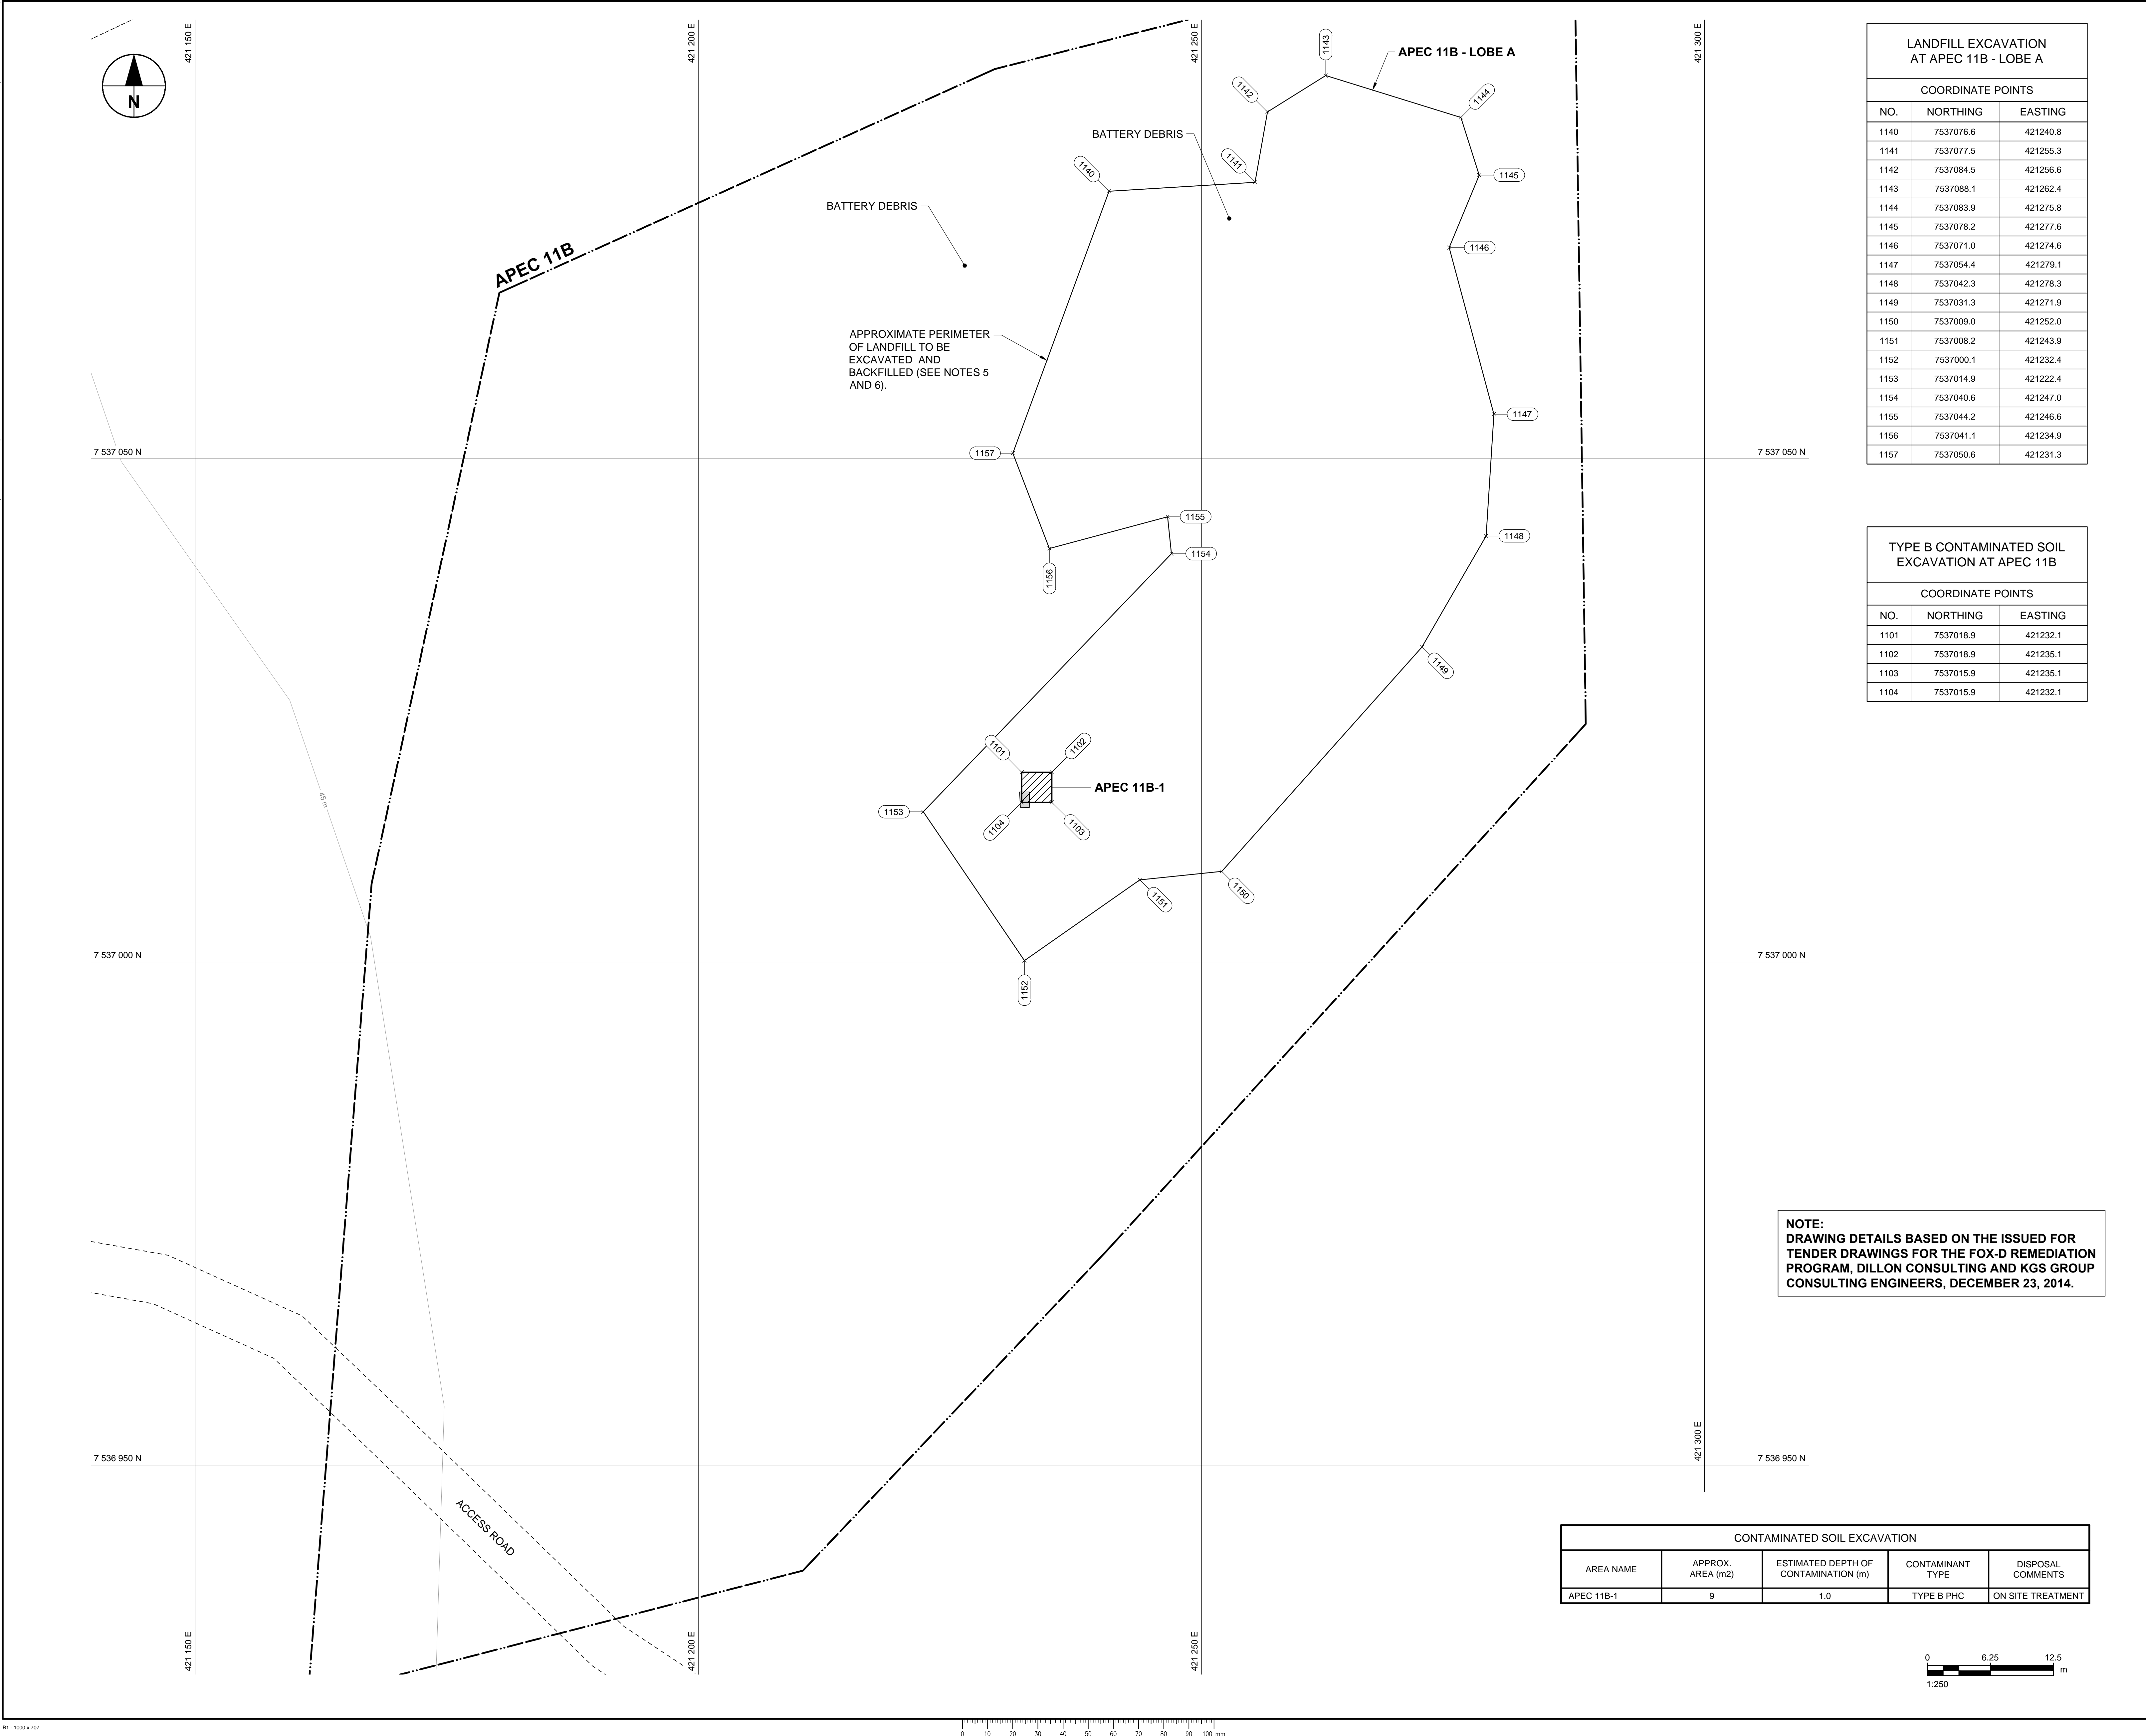 421 150 E
421 200 E
421 250 E
421 300 E
N
APEC 11B - LOBE A
1143
1142
1144
BATTERY DEBRIS
1141
1140
1145
BATTERY DEBRIS
1146
APEC 11B
APPROXIMATE PERIMETER
OF LANDFILL TO BE
EXCAVATED AND
BACKFILLED (SEE NOTES 5
AND 6).
1147
7 537 050 N
1157
7 537 050 N
1155
1148
1154
1156
1149
1101
1102
45 m
APEC 11B-1
1153
1104
1103
1150
1151
7 537 000 N
7 537 000 N
1152
421 300 E
7 536 950 N
7 536 950 N
ACCESS ROAD
421 150 E
421 200 E
421 250 E
LANDFILL EXCAVATION
AT APEC 11B - LOBE A
COORDINATE POINTS
NO. NORTHING EASTING
1140 7537076.6 421240.8
1141 7537077.5 421255.3
1142 7537084.5 421256.6
1143 7537088.1 421262.4
1144 7537083.9 421275.8
1145 7537078.2 421277.6
1146 7537071.0 421274.6
1147 7537054.4 421279.1
1148 7537042.3 421278.3
1149 7537031.3 421271.9
1150 7537009.0 421252.0
1151 7537008.2 421243.9
1152 7537000.1 421232.4
1153 7537014.9 421222.4
1154 7537040.6 421247.0
1155 7537044.2 421246.6
1156 7537041.1 421234.9
1157 7537050.6 421231.3
TYPE B CONTAMINATED SOIL
EXCAVATION AT APEC 11B
COORDINATE POINTS
NO. NORTHING EASTING
1101 7537018.9 421232.1
1102 7537018.9 421235.1
1103 7537015.9 421235.1
1104 7537015.9 421232.1
NOTE:
DRAWING DETAILS BASED ON THE ISSUED FOR
TENDER DRAWINGS FOR THE FOX-D REMEDIATION
PROGRAM, DILLON CONSULTING AND KGS GROUP
CONSULTING ENGINEERS, DECEMBER 23, 2014.
CONTAMINATED SOIL EXCAVATION
AREA NAME APPROX. AREA (m2) ESTIMATED DEPTH OF CONTAMINATION (m) CONTAMINANT TYPE DISPOSAL COMMENTS
APEC 11B-1 9 1.0 TYPE B PHC ON SITE TREATMENT
0 6.25 12.5
m
1:250
B1 - 1000 x 707
0 10 20 30 40 50 60 70 80 90 100 mm